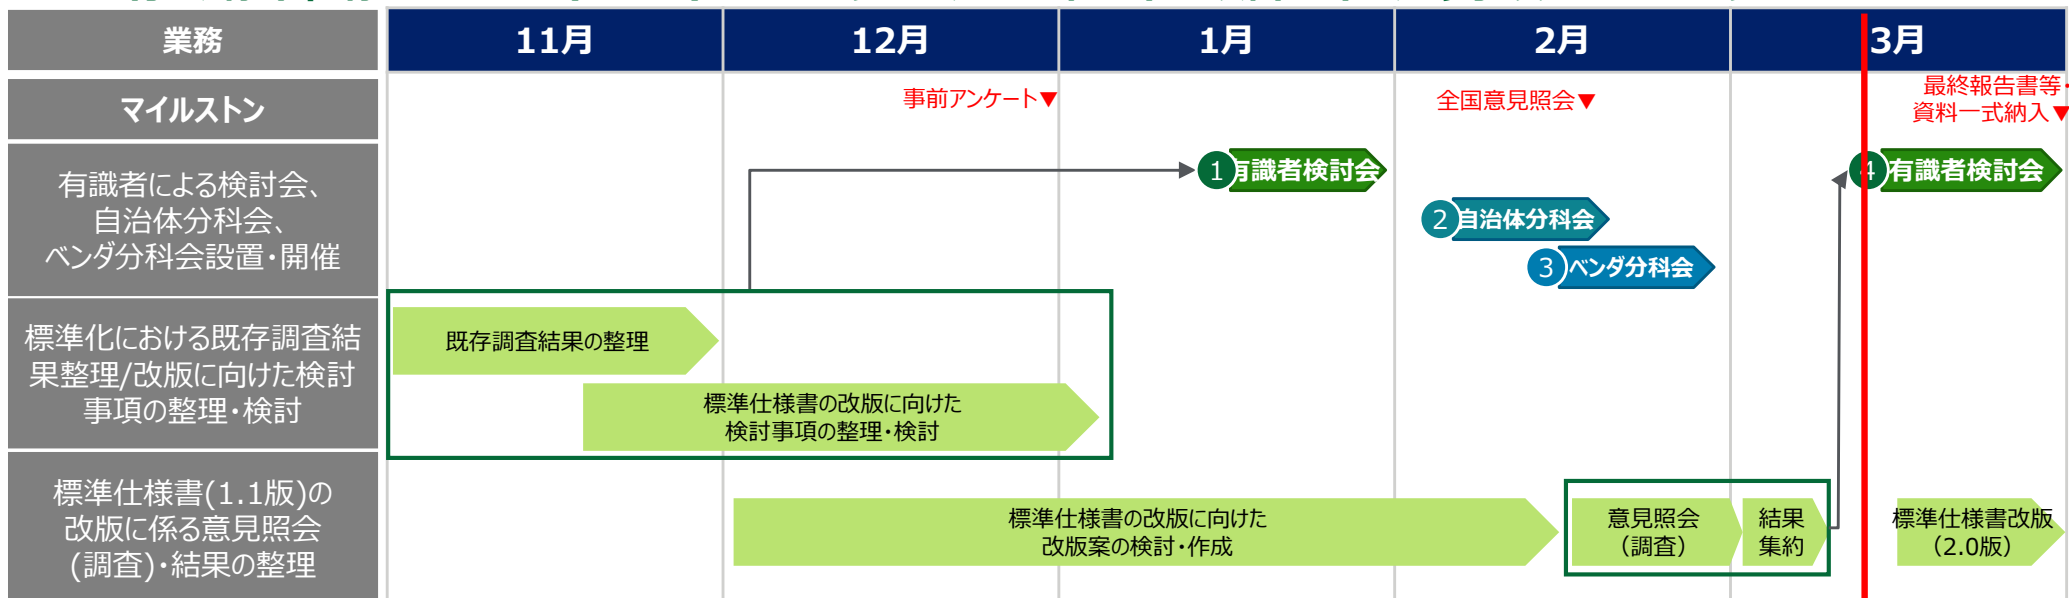 業務
11月
12月
1月
2月
3月
マイルストン
事前アンケート▼
全国意見照会▼
最終報告書等・
資料一式納入▼
有識者による検討会、
自治体分科会、
ベンダ分科会設置・開催
1 有識者検討会
2 自治体分科会
3 ベンダ分科会
4 有識者検討会
標準化における既存調査結
果整理/改版に向けた検討
事項の整理・検討
既存調査結果の整理
標準仕様書の改版に向けた
検討事項の整理・検討
標準仕様書(1.1版)の
改版に係る意見照会
(調査)・結果の整理
標準仕様書の改版に向けた
改版案の検討・作成
意見照会
（調査）
結果
集約
標準仕様書改版
（2.0版）